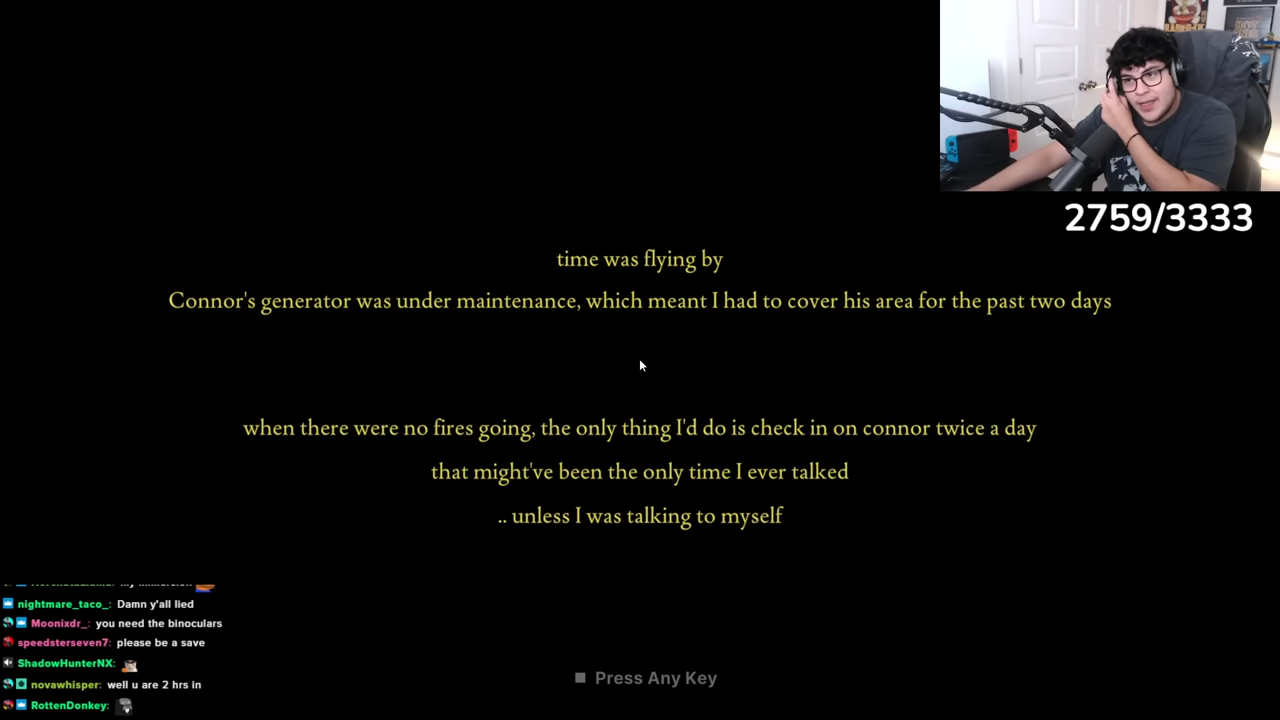 2759/3333
time was flying by
Connor's generator was under maintenance, which meant I had to cover his area for the past two days
when there were no fires going, the only thing I'd do is check in on connor twice a day
that might've been the only time I ever talked
.. unless I was talking to myself
nightmare_taco_: Damn y'all lied
Moonixdr_: you need the binoculars
speedsterseven7: please be a save
ShadowHunterNX:
novawhisper: well u are 2 hrs in
RottenDonkey:
Press Any Key